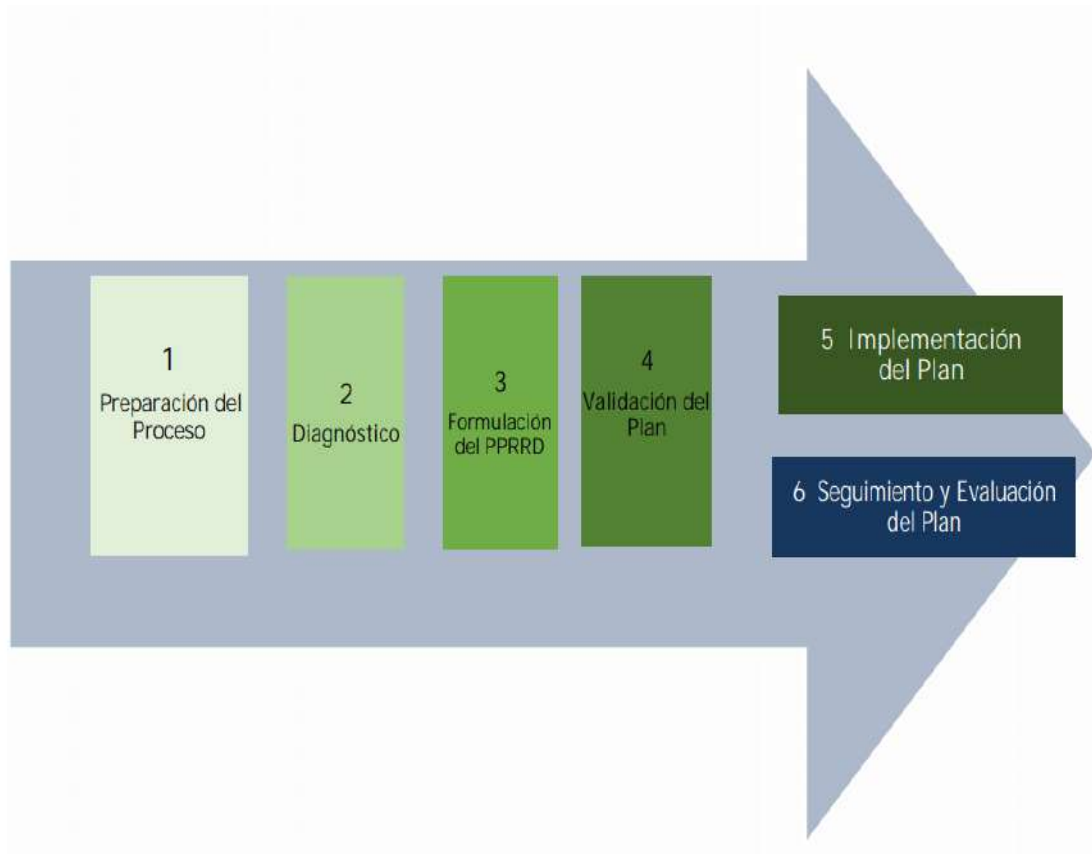 1
Preparación del
Proceso
2
Diagnóstico
3
Formulación
del PPRRD
4
Validación del
Plan
5 Implementación
del Plan
6 Seguimiento y Evaluación
del Plan